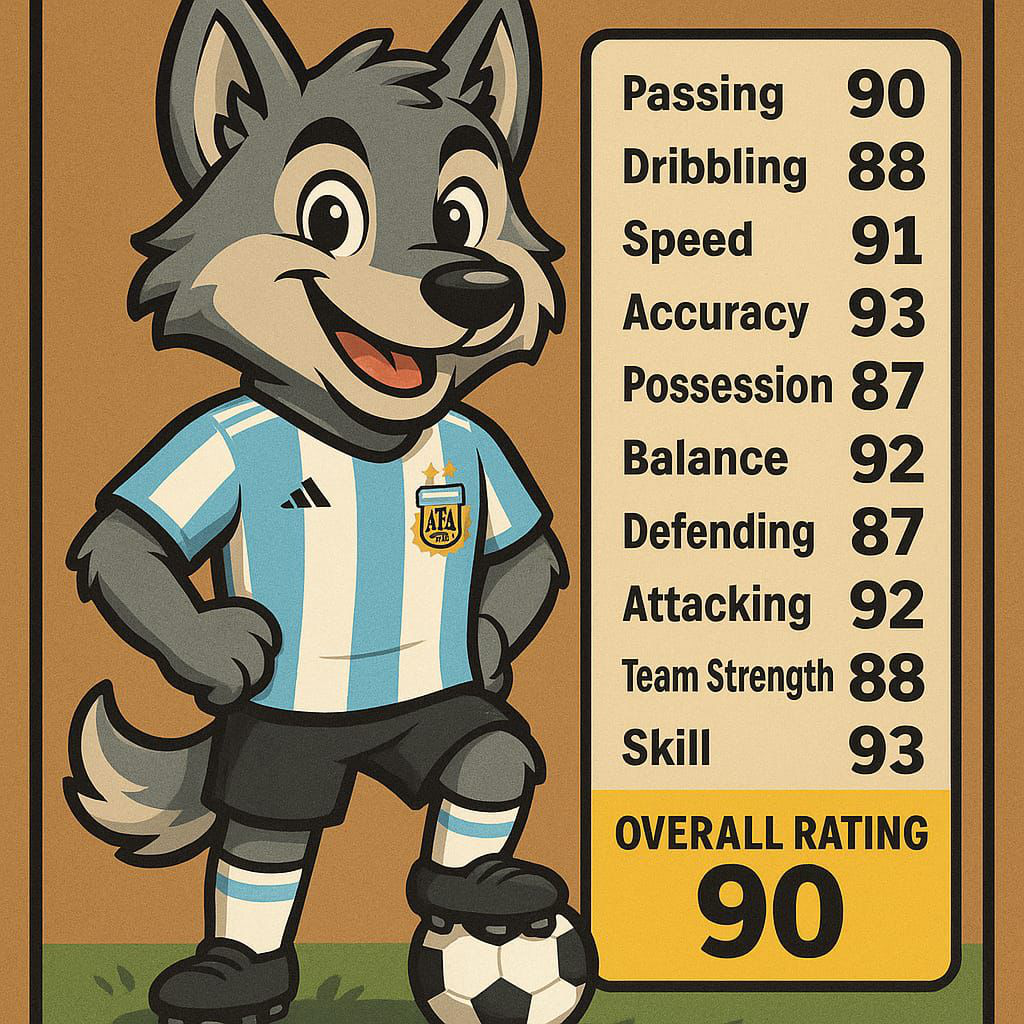 AFA
Passing 90
Dribbling 88
Speed 91
Accuracy 93
Possession 87
Balance 92
Defending 87
Attacking 92
Team Strength 88
Skill 93
OVERALL RATING
90